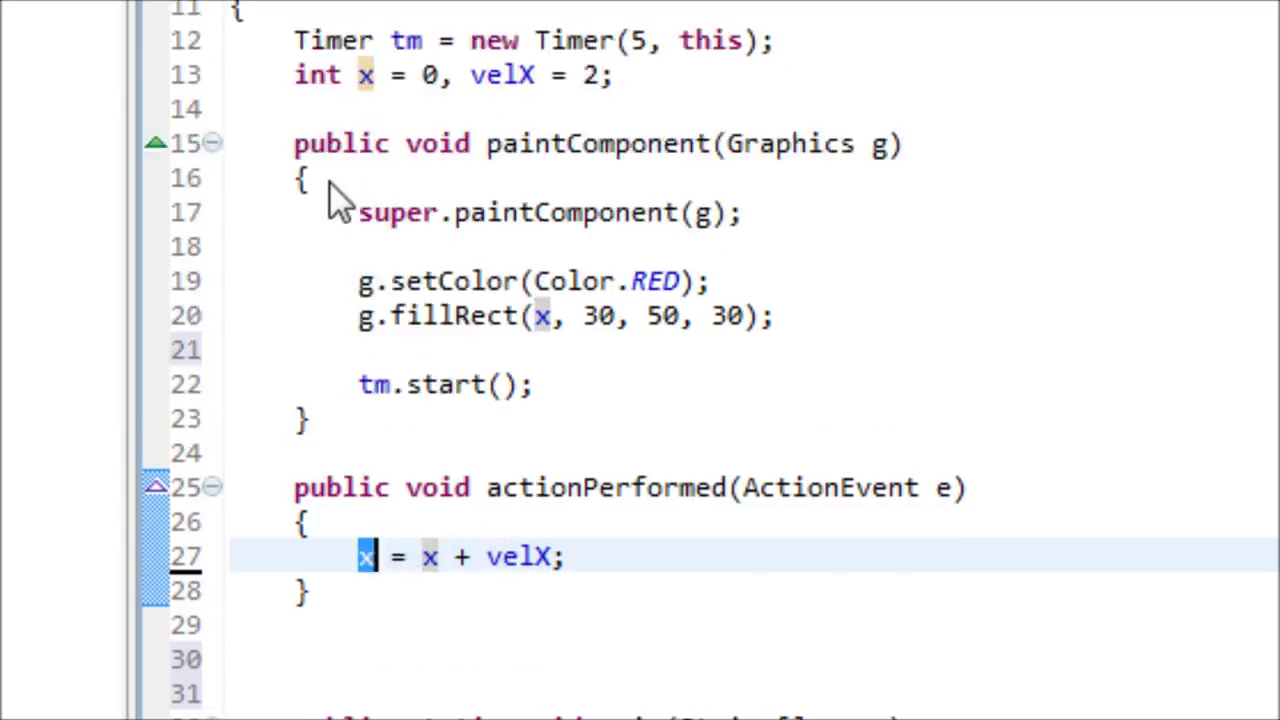 11 {
12 Timer tm = new Timer(5, this);
13 int x = 0, velX = 2;
14
15 public void paintComponent(Graphics g)
16 {
17 super.paintComponent(g);
18
19 g.setColor(Color.RED);
20 g.fillRect(x, 30, 50, 30);
21
22 tm.start();
23 }
24
25 public void actionPerformed(ActionEvent e)
26 {
27 x = x + velX;
28 }
29
30
31